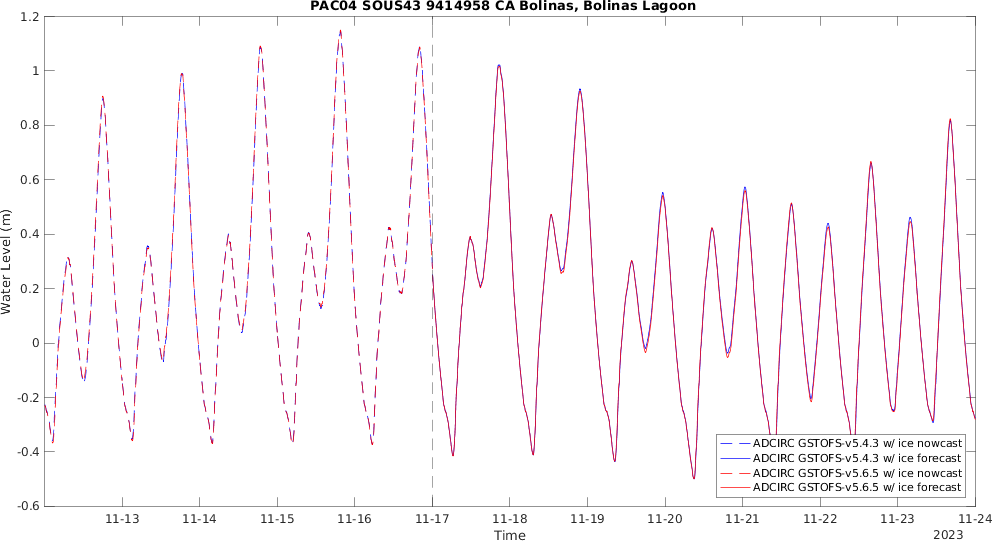 PAC04 SOUS43 9414958 CA Bolinas, Bolinas Lagoon
Water Level (m)
1.2
1
0.8
0.6
0.4
0.2
0
-0.2
-0.4
-0.6
ADCIRC GSTOFS-v5.4.3 w/ ice nowcast
ADCIRC GSTOFS-v5.4.3 w/ ice forecast
ADCIRC GSTOFS-v5.6.5 w/ ice nowcast
ADCIRC GSTOFS-v5.6.5 w/ ice forecast
11-13 11-14 11-15 11-16 11-17 11-18 11-19 11-20 11-21 11-22 11-23 11-24
Time
2023